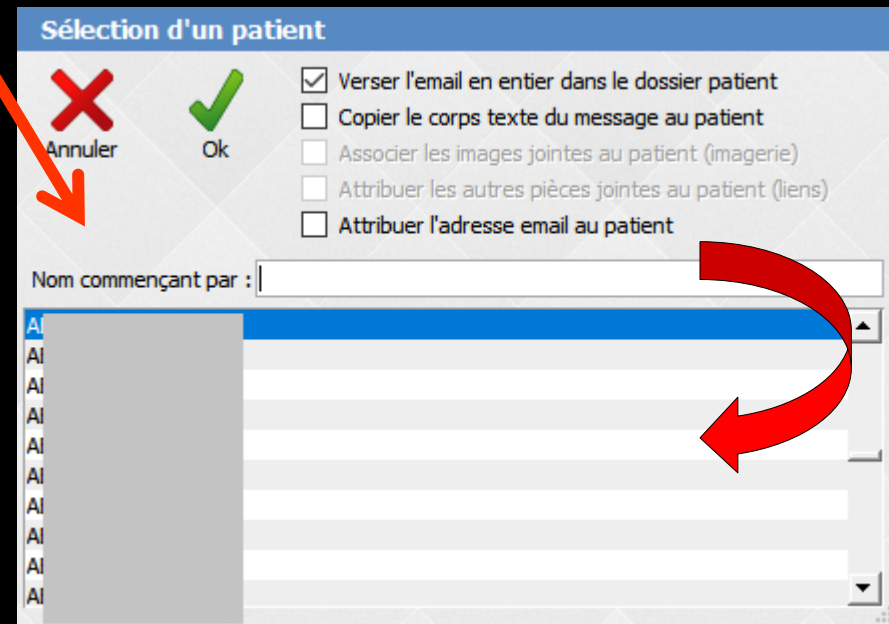 Sélection d'un patient
Annuler
Ok
Verser l'email en entier dans le dossier patient
Copier le corps texte du message au patient
Associer les images jointes au patient (imagerie)
Attribuer les autres pièces jointes au patient (liens)
Attribuer l'adresse email au patient
Nom commençant par :